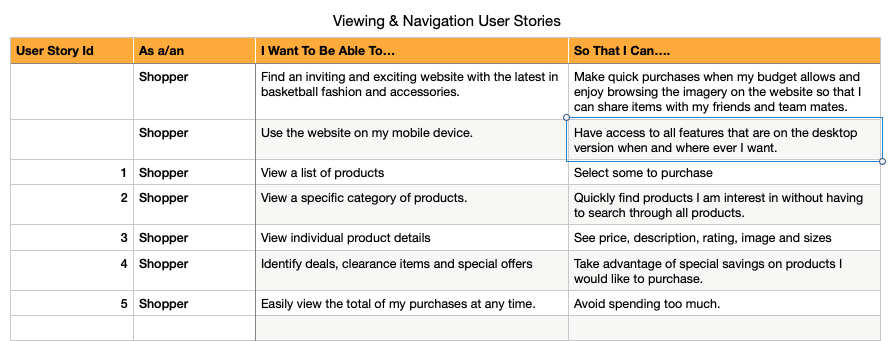 Viewing & Navigation User Stories
User Story Id As a/an I Want To Be Able To… So That I Can….
Shopper Find an inviting and exciting website with the latest in Make quick purchases when my budget allows and
basketball fashion and accessories. enjoy browsing the imagery on the website so that I
can share items with my friends and team mates.
Shopper Use the website on my mobile device. Have access to all features that are on the desktop
version when and where ever I want.
1 Shopper View a list of products Select some to purchase
2 Shopper View a specific category of products. Quickly find products I am interest in without having
to search through all products.
3 Shopper View individual product details See price, description, rating, image and sizes
4 Shopper Identify deals, clearance items and special offers Take advantage of special savings on products I
would like to purchase.
5 Shopper Easily view the total of my purchases at any time. Avoid spending too much.